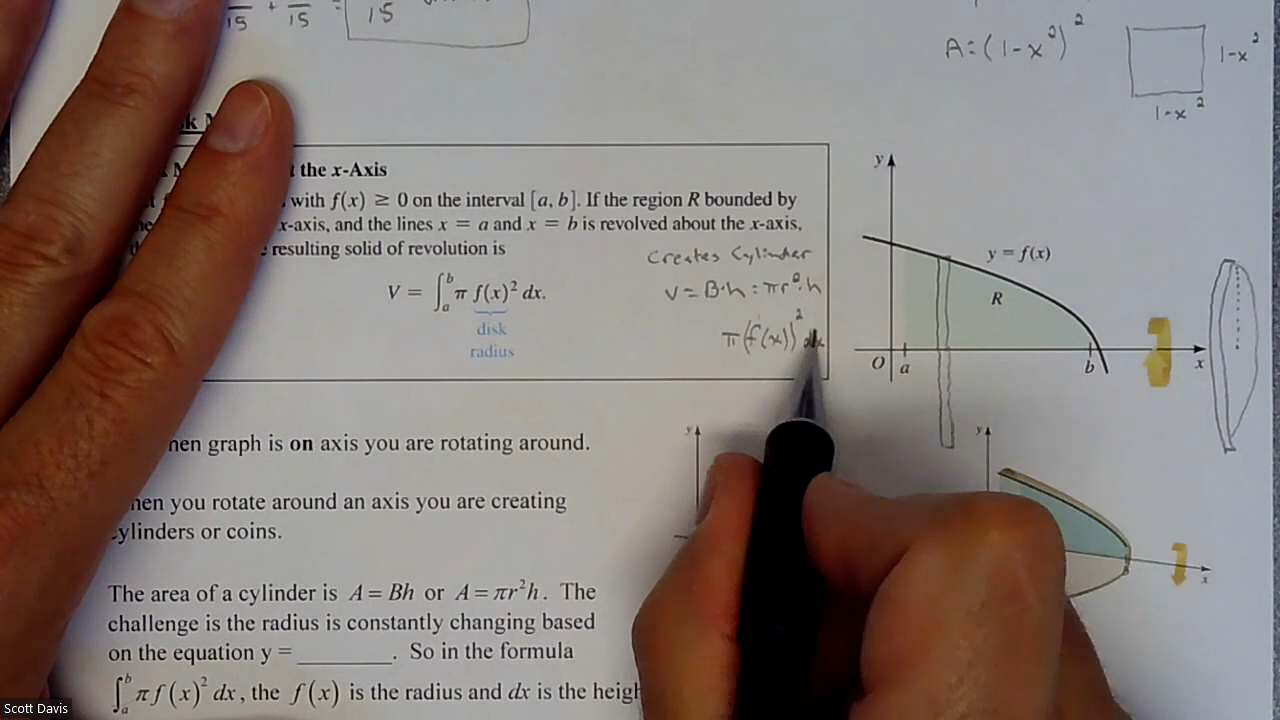 15 + 15 = 15
A = (1-x²)²
1-x²
1-x²
the x-Axis
with f(x) ≥ 0 on the interval [a, b]. If the region R bounded by
x-axis, and the lines x = a and x = b is revolved about the x-axis,
resulting solid of revolution is
Creates Cylinder
V = ∫ₐᵇ π f(x)² dx.
V = B·h = πr²·h
disk
radius
π(f(x))² dx
y
y = f(x)
R
O a b x
hen graph is on axis you are rotating around.
hen you rotate around an axis you are creating
cylinders or coins.
y
y
x
The area of a cylinder is A = Bh or A = πr²h. The
challenge is the radius is constantly changing based
on the equation y = ________. So in the formula
∫ₐᵇ π f(x)² dx, the f(x) is the radius and dx is the heigh
Scott Davis